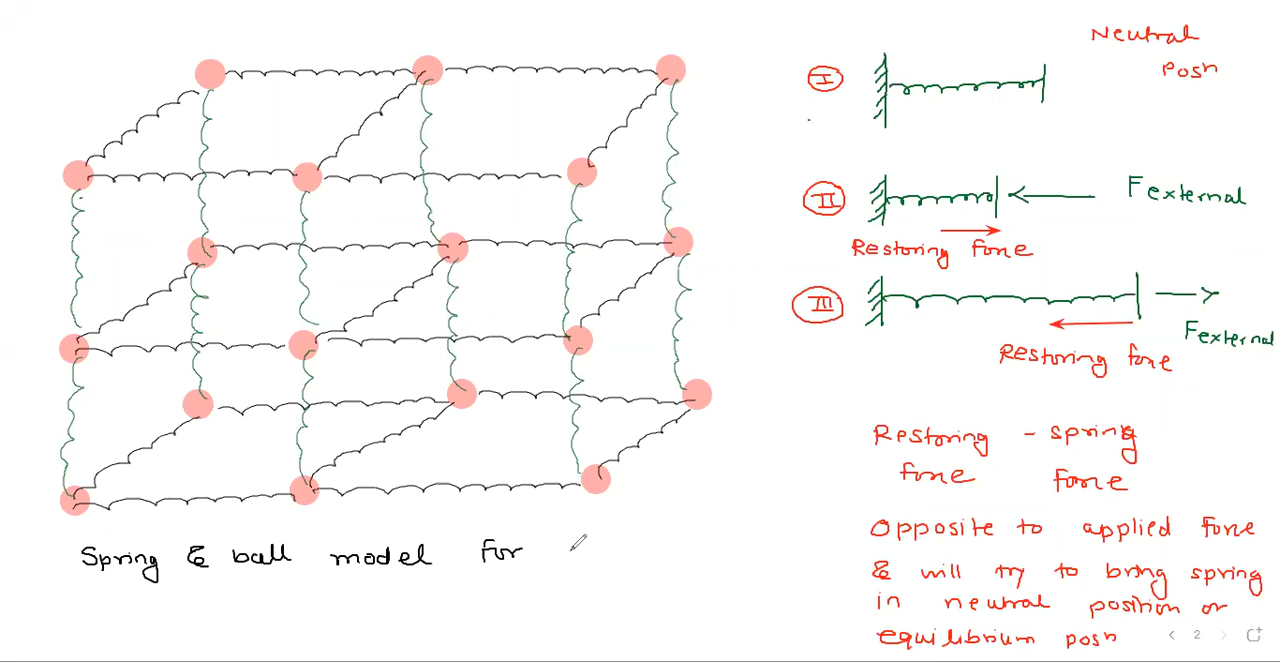 Neutral
Posn
I
II
Fexternal
Restoring force
III
Fexternal
Restoring force
Restoring - spring
force force
Opposite to applied force
& will try to bring spring
in neutral position or
equilibrium posn
Spring & ball model for
2